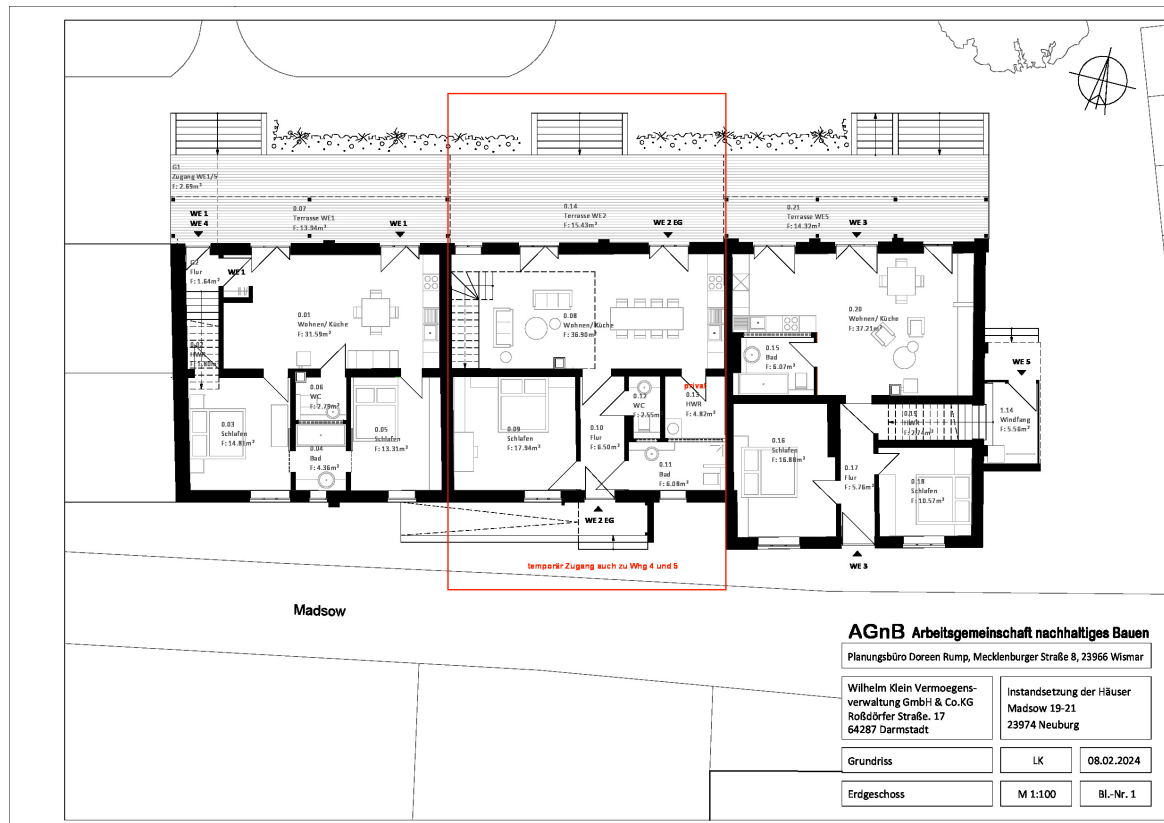 G1
Zugang WE1/5
F: 2.69m²
WE 1
WE 4
0.07
Terrasse WE1
F: 13.94m²
WE 1
0.14
Terrasse WE2
F: 15.43m²
WE 2 EG
0.21
Terrasse WE5
F: 14.32m²
WE 3
G2
Flur
F: 1.64m²
WE 1
0.01
Wohnen/ Küche
F: 31.59m²
0.02
HWR
0.08
Wohnen/ Küche
F: 36.90m²
0.20
Wohnen/ Küche
F: 37.21m²
0.15
Bad
F: 6.07m²
WE 5
0.03
Schlafen
F: 14.81m²
0.06
WC
F: 2.79m²
0.04
Bad
F: 4.36m²
0.05
Schlafen
F: 13.31m²
0.09
Schlafen
F: 17.94m²
0.10
Flur
F: 6.50m²
0.12
WC
F: 2.55m²
privat
0.13
HWR
F: 4.82m²
0.11
Bad
F: 6.08m²
0.16
Schlafen
F: 16.88m²
0.17
Flur
F: 5.76m²
HWR
0.18
Schlafen
F: 10.57m²
1.14
Windfang
F: 5.56m²
WE 2 EG
WE 3
temporär Zugang auch zu Whg 4 und 5
Madsow
AGnB Arbeitsgemeinschaft nachhaltiges Bauen
Planungsbüro Doreen Rump, Mecklenburger Straße 8, 23966 Wismar
Wilhelm Klein Vermoegens-
verwaltung GmbH & Co.KG
Roßdörfer Straße. 17
64287 Darmstadt
Instandsetzung der Häuser
Madsow 19-21
23974 Neuburg
Grundriss
LK
08.02.2024
Erdgeschoss
M 1:100
Bl.-Nr. 1